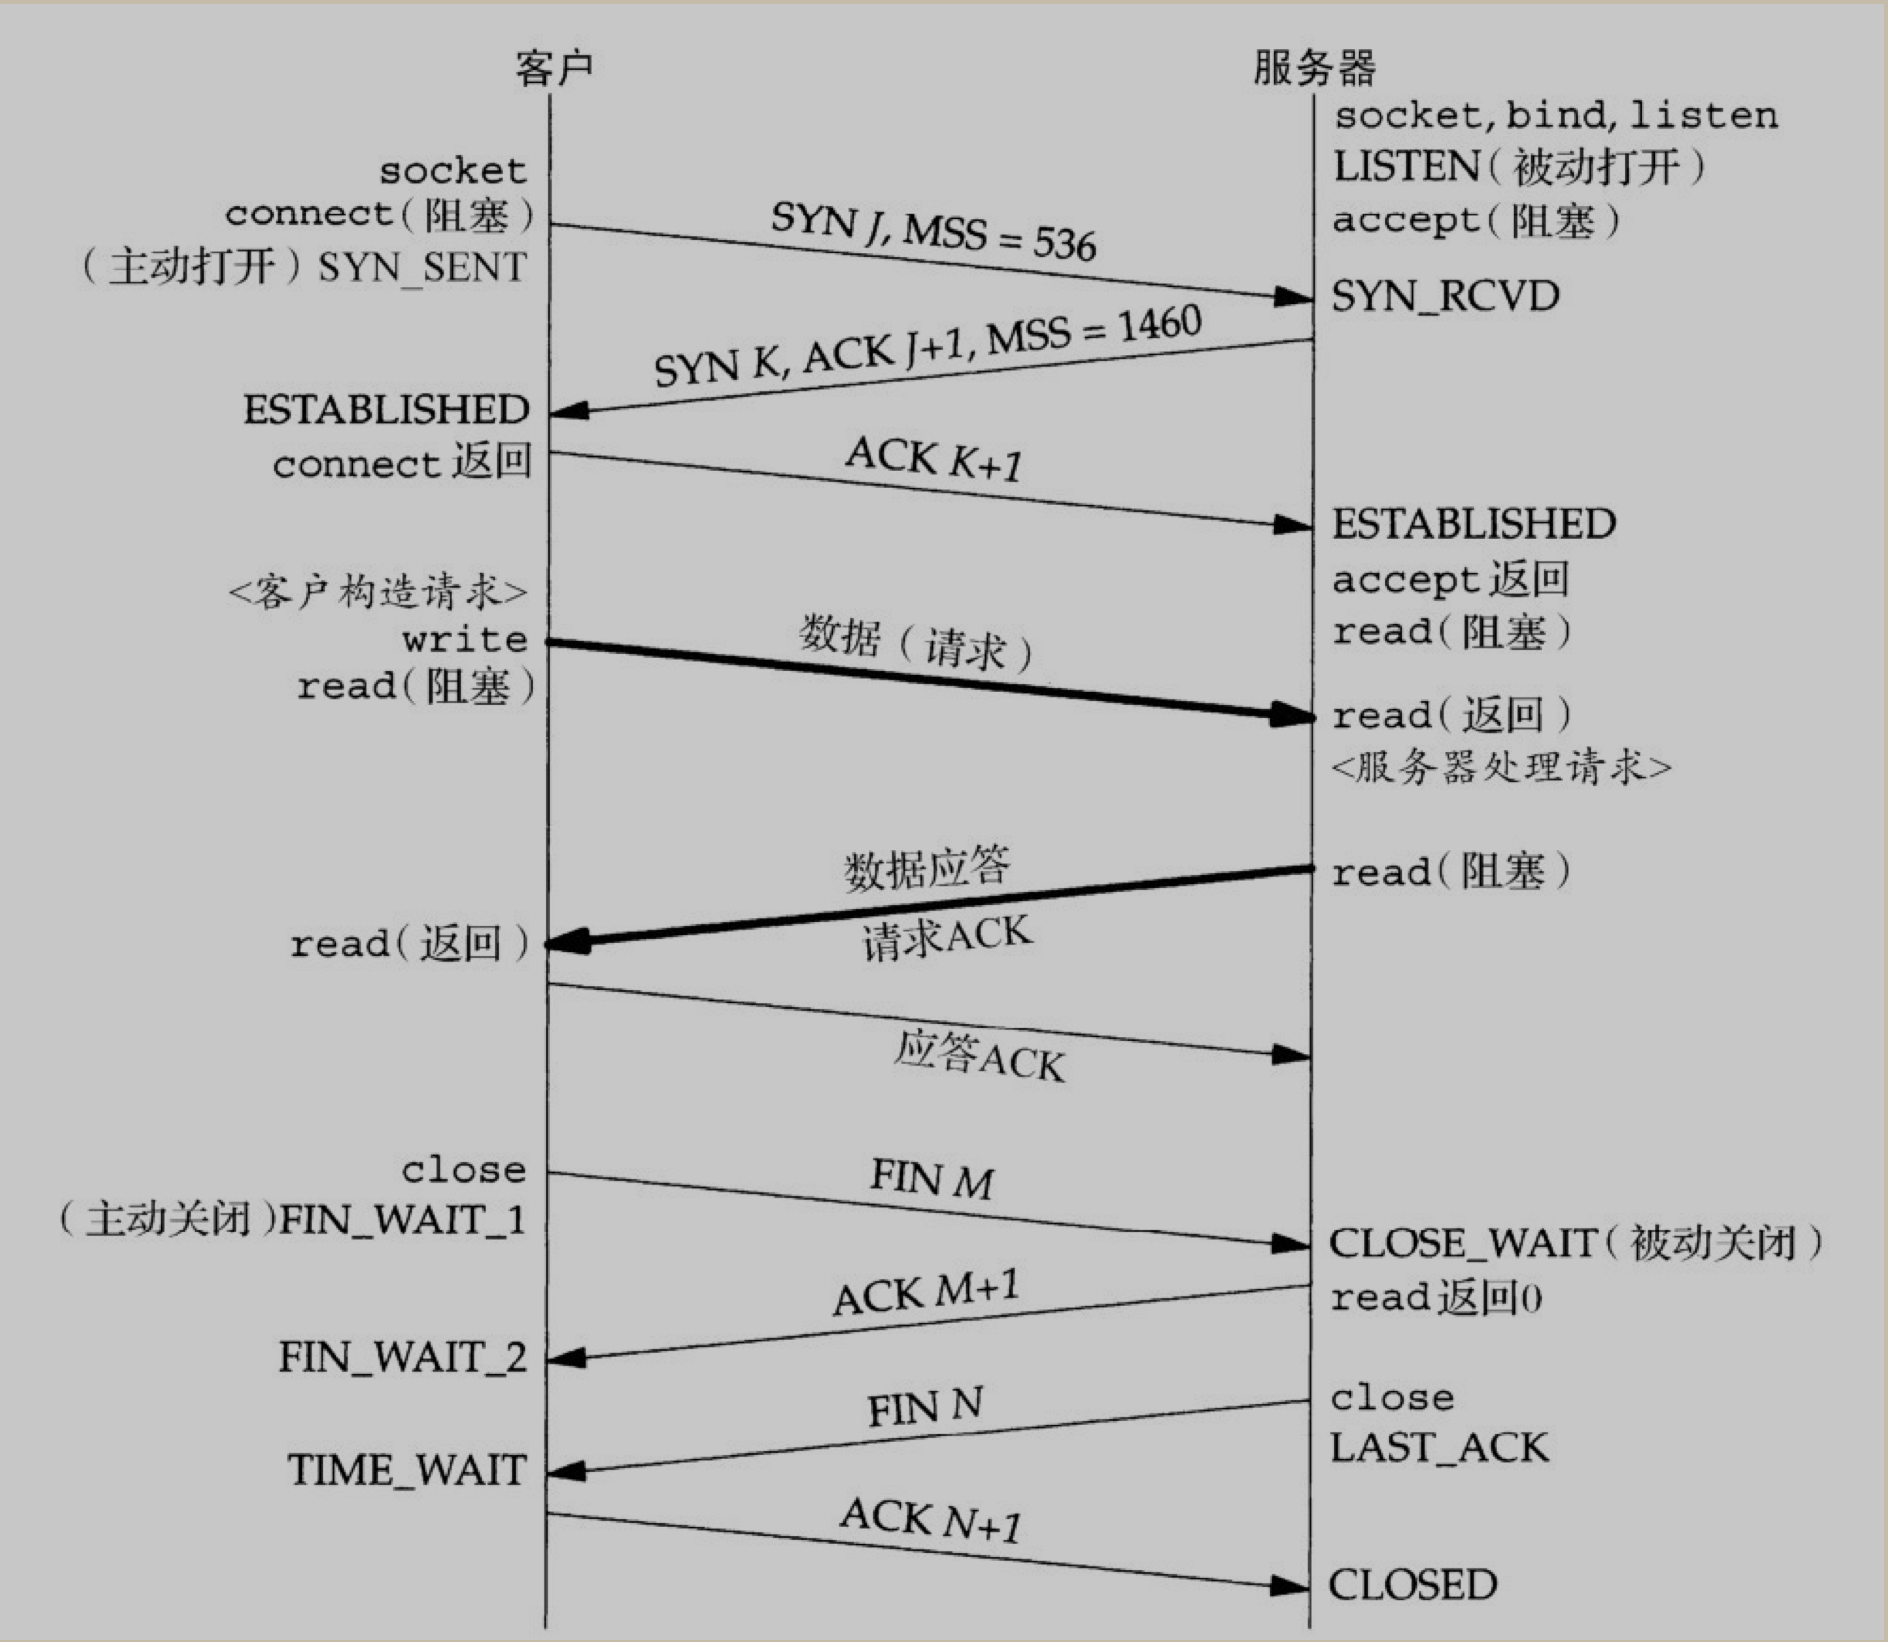 客户
服务器
socket, bind, listen
LISTEN（被动打开）
accept（阻塞）
socket
connect（阻塞）
（主动打开）SYN_SENT
SYN J, MSS = 536
SYN_RCVD
SYN K, ACK J+1, MSS = 1460
ESTABLISHED
connect 返回
ACK K+1
ESTABLISHED
accept 返回
read（阻塞）
<客户构造请求>
write
read（阻塞）
数据（请求）
read（返回）
<服务器处理请求>
数据应答
read（阻塞）
请求ACK
read（返回）
应答ACK
close
（主动关闭）FIN_WAIT_1
FIN M
CLOSE_WAIT（被动关闭）
read 返回0
ACK M+1
FIN_WAIT_2
FIN N
close
LAST_ACK
TIME_WAIT
ACK N+1
CLOSED